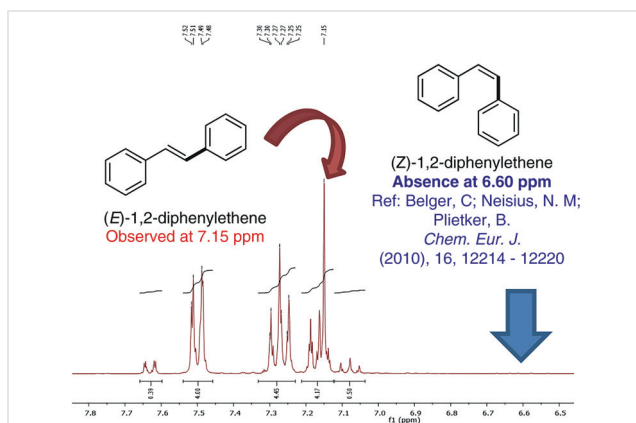 7.52
7.51
7.49
7.48
7.30
7.27
7.27
7.25
7.25
7.15
(E)-1,2-diphenylethene
Observed at 7.15 ppm
(Z)-1,2-diphenylethene
Absence at 6.60 ppm
Ref: Belger, C; Neisius, N. M;
Plietker, B.
Chem. Eur. J.
(2010), 16, 12214 - 12220
0.39
4.00
4.45
4.17
0.50
7.8 7.7 7.6 7.5 7.4 7.3 7.2 7.1 7.0 6.9 6.8 6.7 6.6 6.5
f1 (ppm)